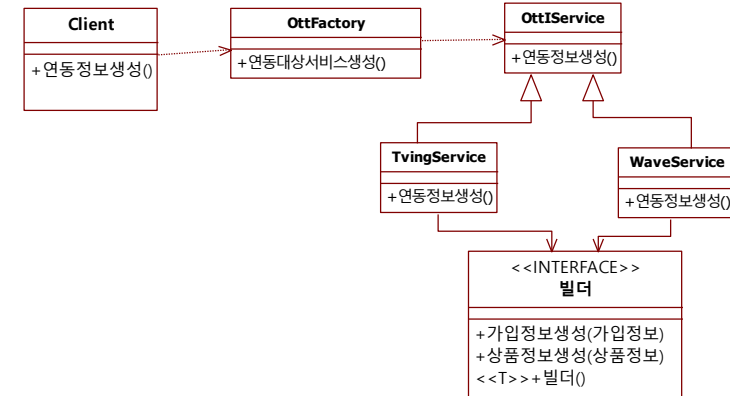 Client
+연동정보생성()
OttFactory
+연동대상서비스생성()
OttIService
+연동정보생성()
TvingService
+연동정보생성()
WaveService
+연동정보생성()
<<INTERFACE>>
빌더
+가입정보생성(가입정보)
+상품정보생성(상품정보)
<<T>>+빌더()